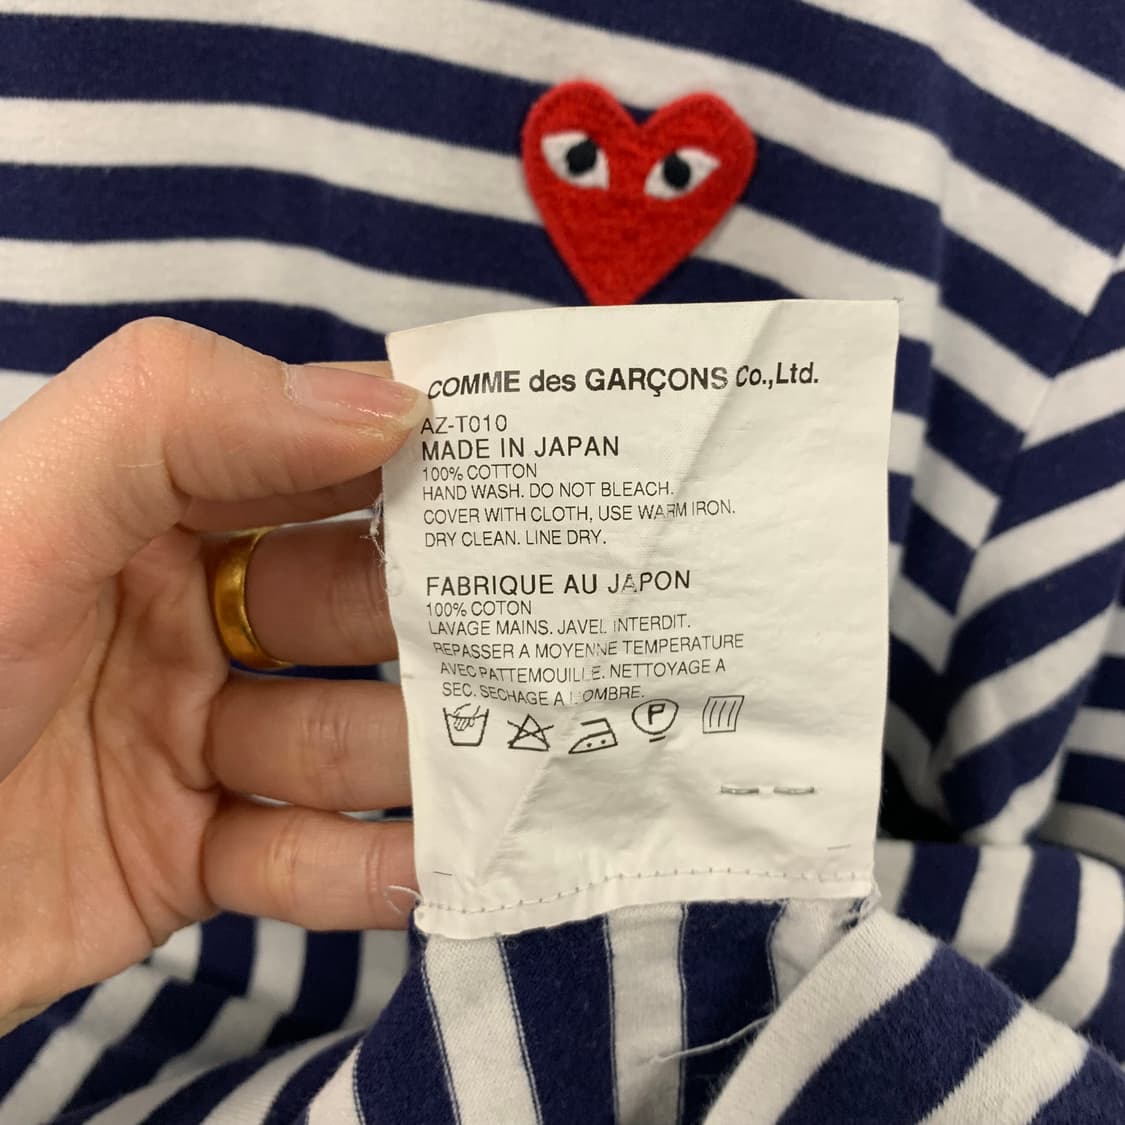 COMME des GARÇONS Co.,Ltd.
AZ-T010
MADE IN JAPAN
100% COTTON
HAND WASH. DO NOT BLEACH.
COVER WITH CLOTH, USE WARM IRON.
DRY CLEAN. LINE DRY.
FABRIQUE AU JAPON
100% COTON
LAVAGE MAINS. JAVEL INTERDIT.
REPASSER A MOYENNE TEMPERATURE
AVEC PATTEMOUILLE. NETTOYAGE A
SEC. SECHAGE A L'OMBRE.
P